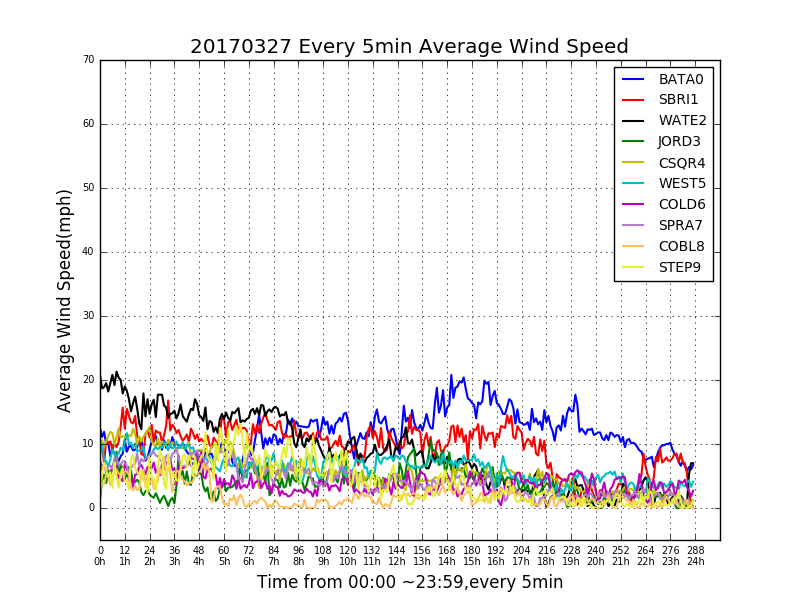 20170327 Every 5min Average Wind Speed
Average Wind Speed(mph)
70
60
50
40
30
20
10
0
BATA0
SBRI1
WATE2
JORD3
CSQR4
WEST5
COLD6
SPRA7
COBL8
STEP9
0 12 24 36 48 60 72 84 96 108 120 132 144 156 168 180 192 204 216 228 240 252 264 276 288
0h 1h 2h 3h 4h 5h 6h 7h 8h 9h 10h 11h 12h 13h 14h 15h 16h 17h 18h 19h 20h 21h 22h 23h 24h
Time from 00:00 ~23:59,every 5min